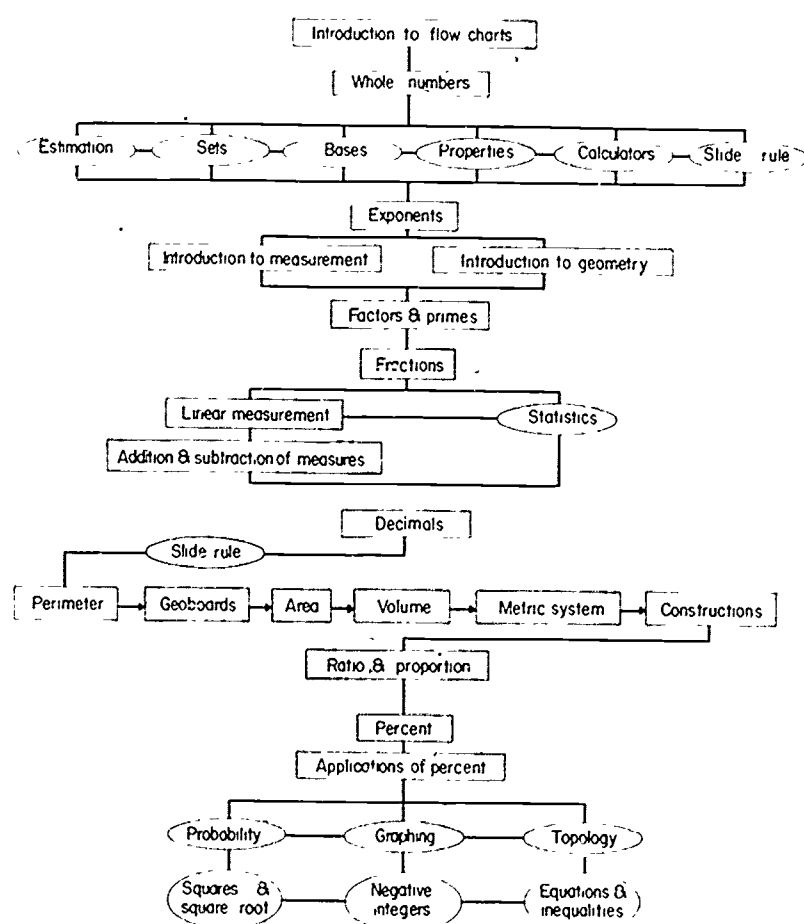 Introduction to flow charts
Whole numbers
Estimation
Sets
Bases
Properties
Calculators
Slide rule
Exponents
Introduction to measurement
Introduction to geometry
Factors & primes
Fractions
Linear measurement
Statistics
Addition & subtraction of measures
Decimals
Slide rule
Perimeter
Geoboards
Area
Volume
Metric system
Constructions
Ratio & proportion
Percent
Applications of percent
Probability
Graphing
Topology
Squares &
square root
Negative
integers
Equations &
inequalities